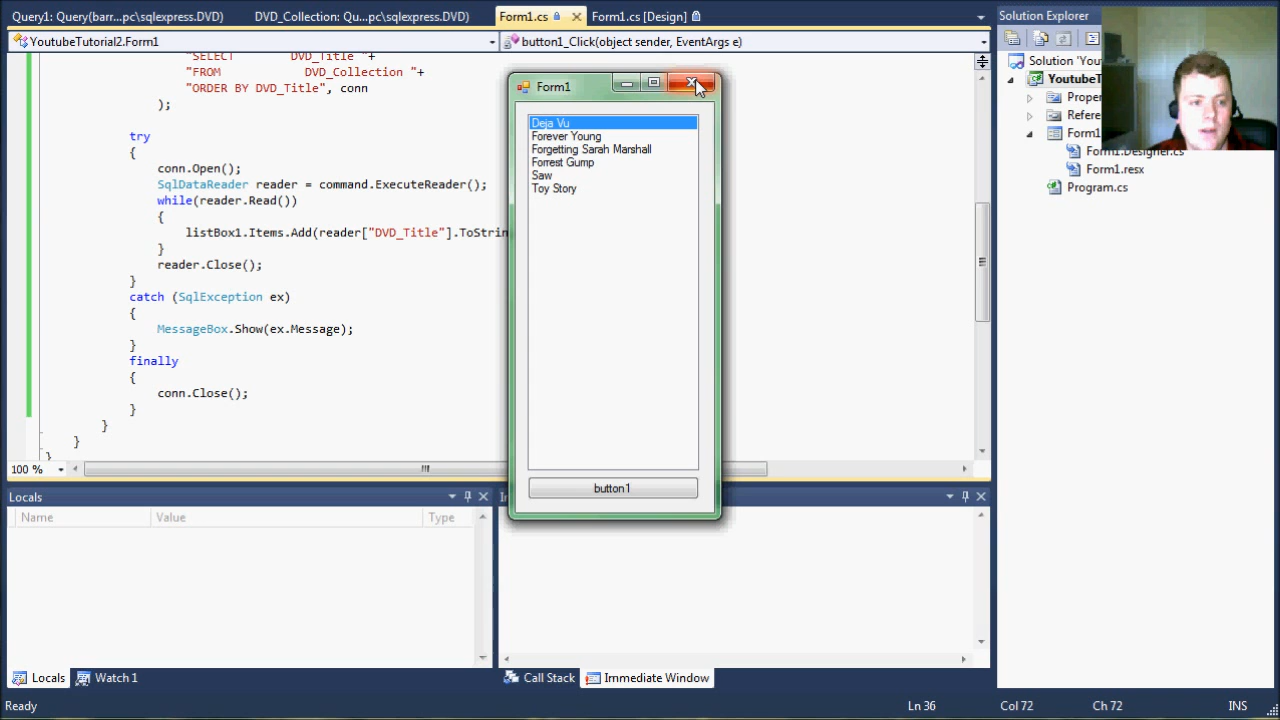 Query1: Query(barr...pc\sqlexpress.DVD)
DVD_Collection: Qu...pc\sqlexpress.DVD)
Form1.cs
Form1.cs [Design]
Solution Explorer
YoutubeTutorial2.Form1
button1_Click(object sender, EventArgs e)
"SELECT DVD_Title "+
"FROM DVD_Collection "+
"ORDER BY DVD_Title", conn
);
try
{
conn.Open();
SqlDataReader reader = command.ExecuteReader();
while(reader.Read())
{
listBox1.Items.Add(reader["DVD_Title"].ToString
}
reader.Close();
}
catch (SqlException ex)
{
MessageBox.Show(ex.Message);
}
finally
{
conn.Close();
}
}
}
}
100 %
Form1
Deja Vu
Forever Young
Forgetting Sarah Marshall
Forrest Gump
Saw
Toy Story
button1
Solution 'You
YoutubeT
Proper
Refere
Form1
Form1.Designer.cs
Form1.resx
Program.cs
Locals
Name
Value
Type
Locals
Watch 1
Call Stack
Immediate Window
Ready
Ln 36
Col 72
Ch 72
INS